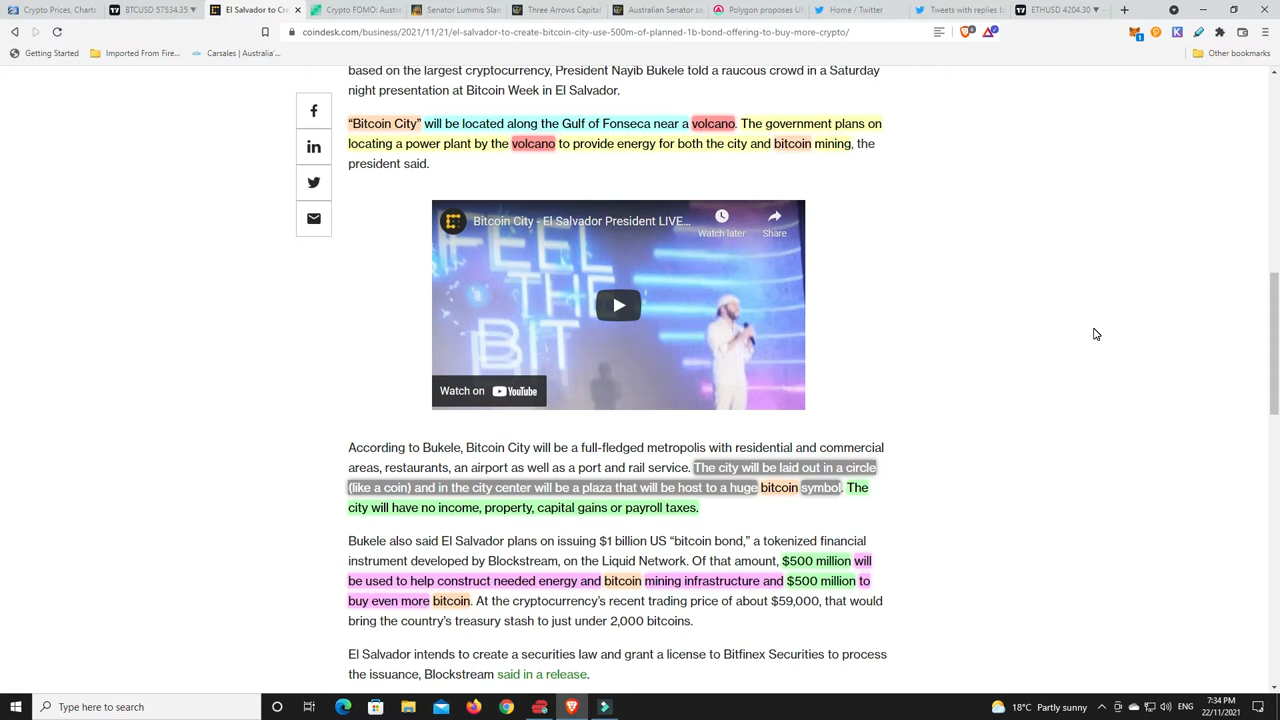 Crypto Prices, Charts
BTCUSD 57534.35 ▼
El Salvador to Cre
Crypto FOMO: Austra
Senator Lummis Slam
Three Arrows Capital
Australian Senator sa
Polygon proposes
Home / Twitter
Tweets with replies b
ETHUSD 4204.30 ▼
coindesk.com/business/2021/11/21/el-salvador-to-create-bitcoin-city-use-500m-of-planned-1b-bond-offering-to-buy-more-crypto/
Getting Started
Imported From Fire...
Carsales | Australia'...
Other bookmarks
based on the largest cryptocurrency, President Nayib Bukele told a raucous crowd in a Saturday
night presentation at Bitcoin Week in El Salvador.
“Bitcoin City” will be located along the Gulf of Fonseca near a volcano. The government plans on
locating a power plant by the volcano to provide energy for both the city and bitcoin mining, the
president said.
Bitcoin City - El Salvador President LIVE...
Watch later
Share
FEEL
THE
BIT
Watch on YouTube
According to Bukele, Bitcoin City will be a full-fledged metropolis with residential and commercial
areas, restaurants, an airport as well as a port and rail service. The city will be laid out in a circle
(like a coin) and in the city center will be a plaza that will be host to a huge bitcoin symbol. The
city will have no income, property, capital gains or payroll taxes.
Bukele also said El Salvador plans on issuing $1 billion US “bitcoin bond,” a tokenized financial
instrument developed by Blockstream, on the Liquid Network. Of that amount, $500 million will
be used to help construct needed energy and bitcoin mining infrastructure and $500 million to
buy even more bitcoin. At the cryptocurrency’s recent trading price of about $59,000, that would
bring the country’s treasury stash to just under 2,000 bitcoins.
El Salvador intends to create a securities law and grant a license to Bitfinex Securities to process
the issuance, Blockstream said in a release.
Type here to search
18°C Partly sunny
ENG
7:34 PM
22/11/2021